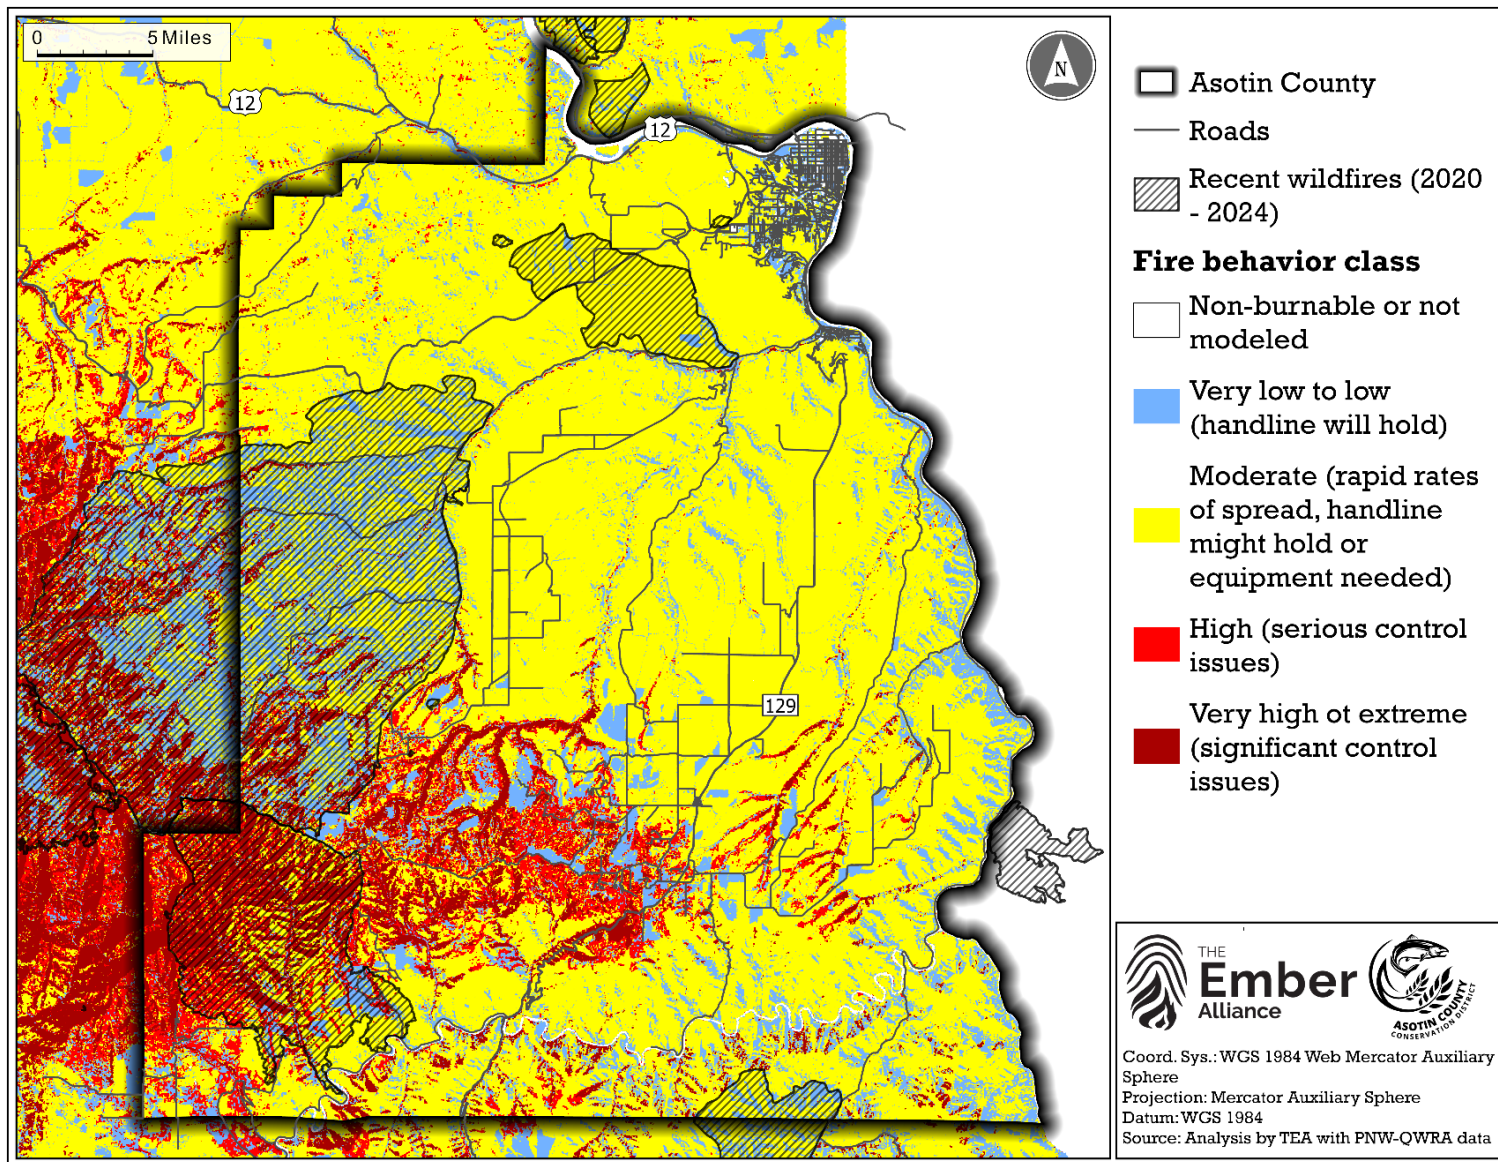 0 5 Miles
N
12
12
129
Asotin County
Roads
Recent wildfires (2020
- 2024)
Fire behavior class
Non-burnable or not
modeled
Very low to low
(handline will hold)
Moderate (rapid rates
of spread, handline
might hold or
equipment needed)
High (serious control
issues)
Very high ot extreme
(significant control
issues)
THE
Ember
Alliance
ASOTIN COUNTY
CONSERVATION DISTRICT
Coord. Sys.: WGS 1984 Web Mercator Auxiliary
Sphere
Projection: Mercator Auxiliary Sphere
Datum: WGS 1984
Source: Analysis by TEA with PNW-QWRA data